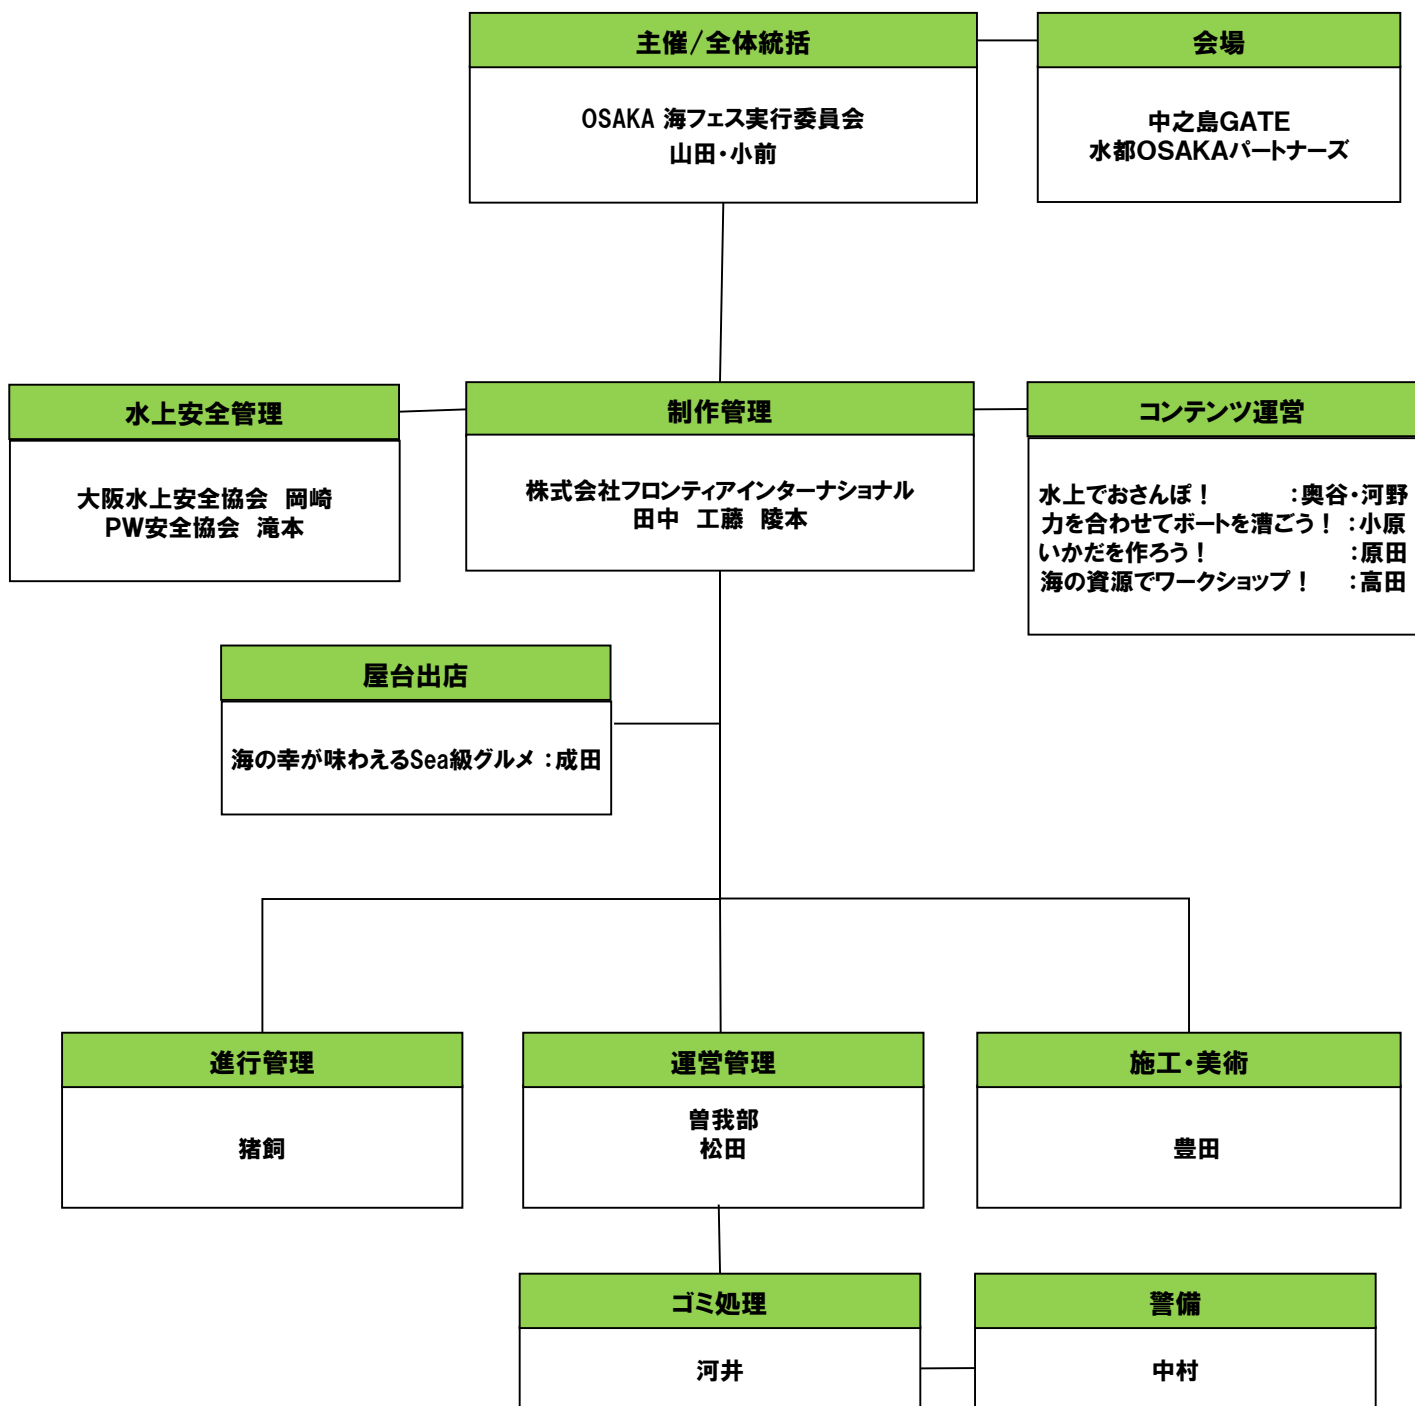 主催/全体統括
OSAKA 海フェス実行委員会
山田・小前
会場
中之島GATE
水都OSAKAパートナーズ
水上安全管理
大阪水上安全協会　岡崎
PW安全協会　滝本
制作管理
株式会社フロンティアインターナショナル
田中　工藤　陵本
コンテンツ運営
水上でおさんぽ！　　　：奥谷・河野
力を合わせてボートを漕ごう！：小原
いかだを作ろう！　　　　　　：原田
海の資源でワークショップ！　：高田
屋台出店
海の幸が味わえるSea級グルメ：成田
進行管理
猪飼
運営管理
曽我部
松田
施工・美術
豊田
ゴミ処理
河井
警備
中村